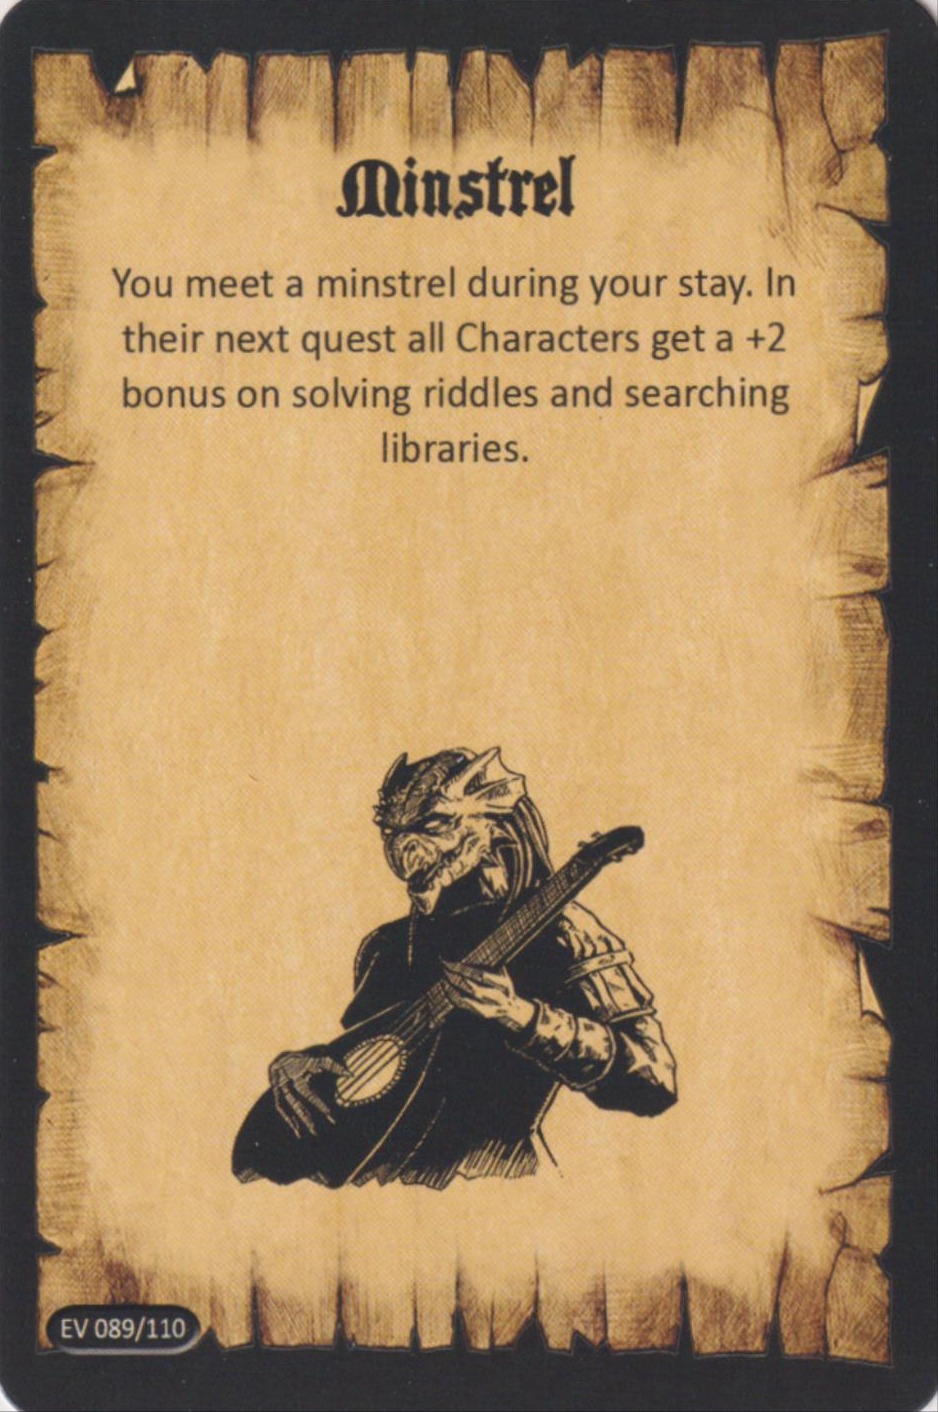 Minstrel
You meet a minstrel during your stay. In
their next quest all Characters get a +2
bonus on solving riddles and searching
libraries.
EV 089/110